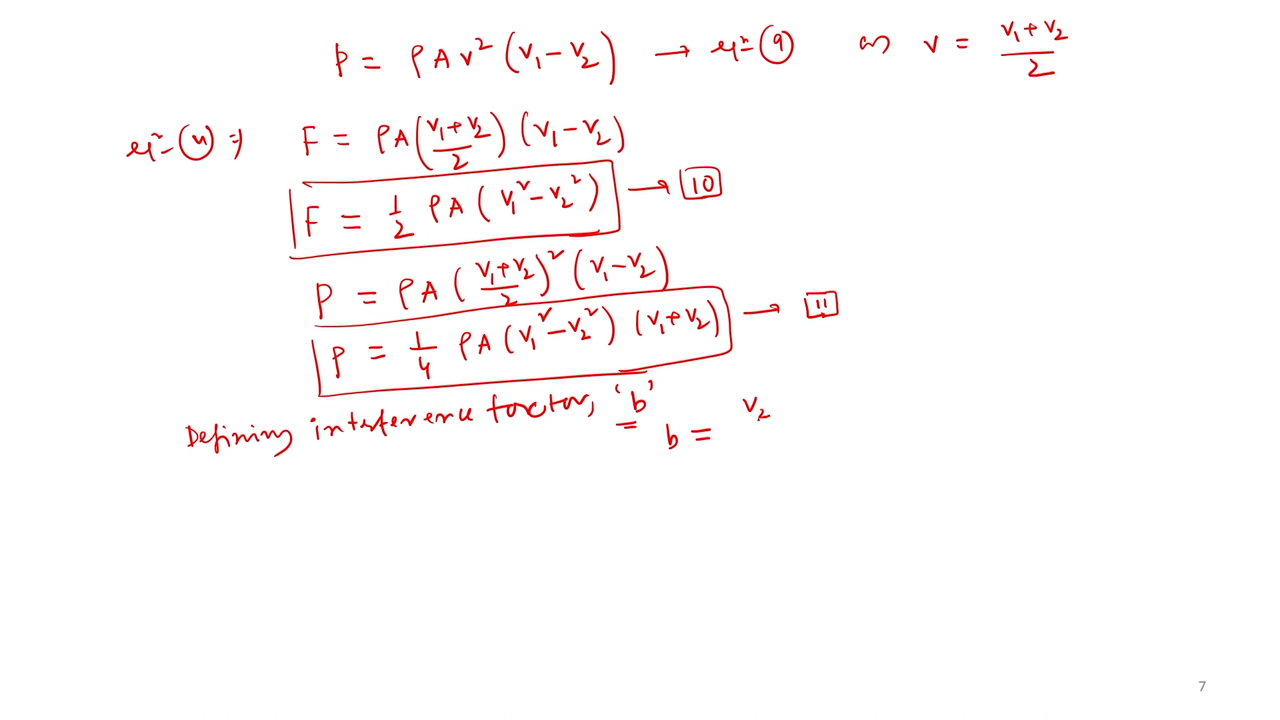 P = ρAv² (v₁ - v₂) → eqⁿ (9) as v = (v₁ + v₂)/2
eqⁿ (4) ⇒ F = ρA((v₁ + v₂)/2) (v₁ - v₂)
F = 1/2 ρA (v₁² - v₂²) → 10
P = ρA ((v₁ + v₂)/2)² (v₁ - v₂)
P = 1/4 ρA (v₁² - v₂²) (v₁ + v₂) → 11
Defining interference factor, 'b'
b = v₂
7